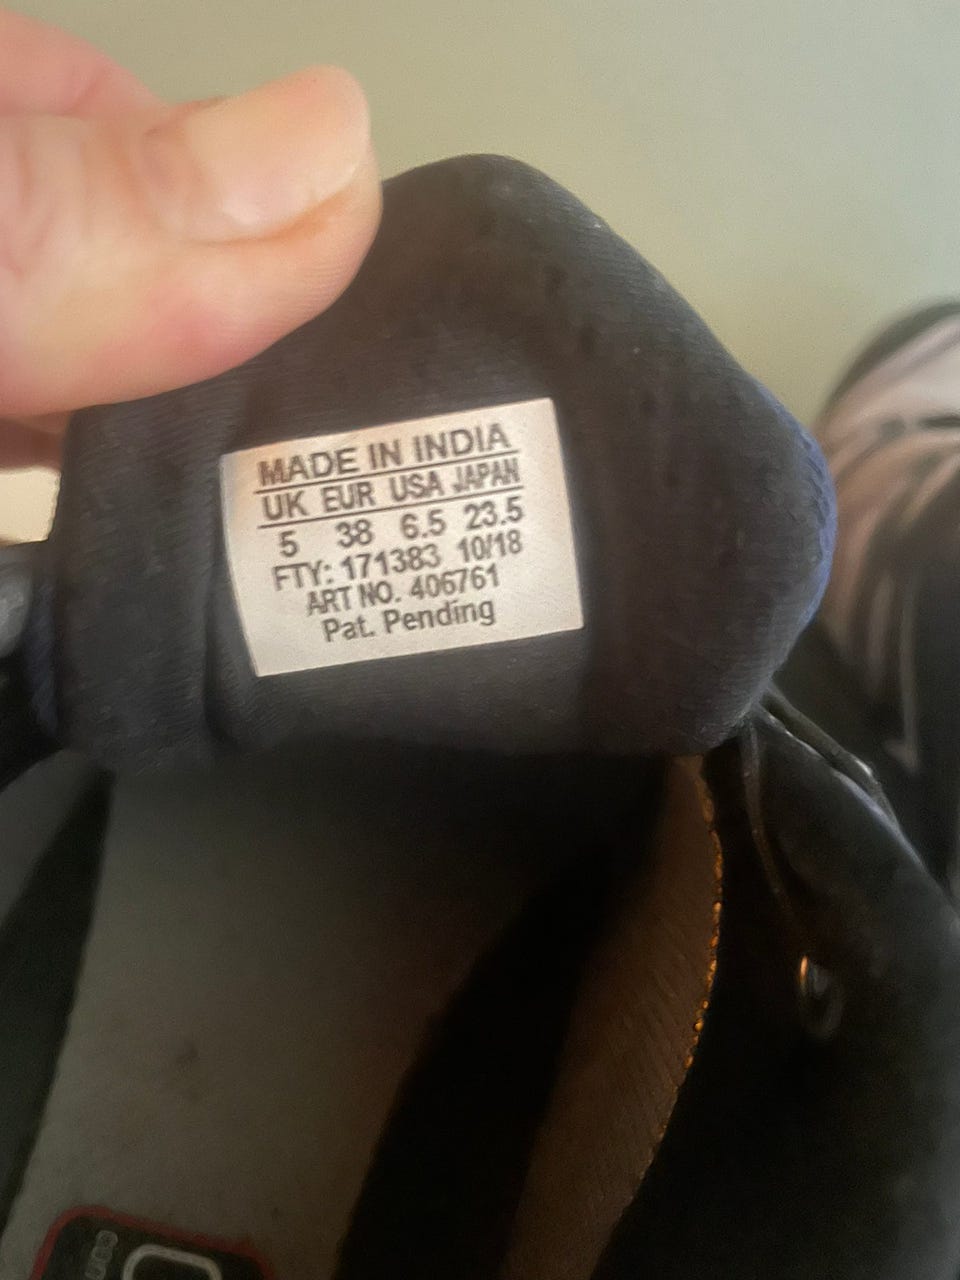 MADE IN INDIA
UK EUR USA JAPAN
5 38 6.5 23.5
FTY: 171383 10/18
ART NO. 406761
Pat. Pending